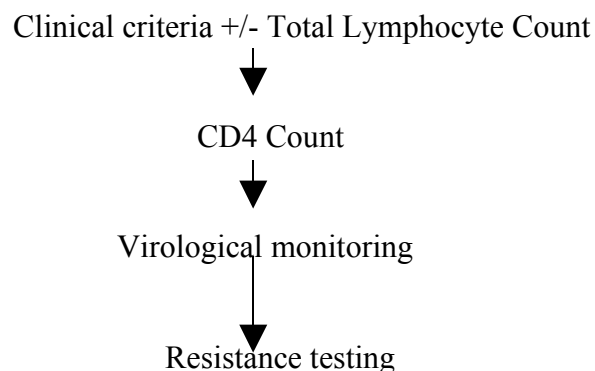 Clinical criteria +/- Total Lymphocyte Count
CD4 Count
Virological monitoring
Resistance testing